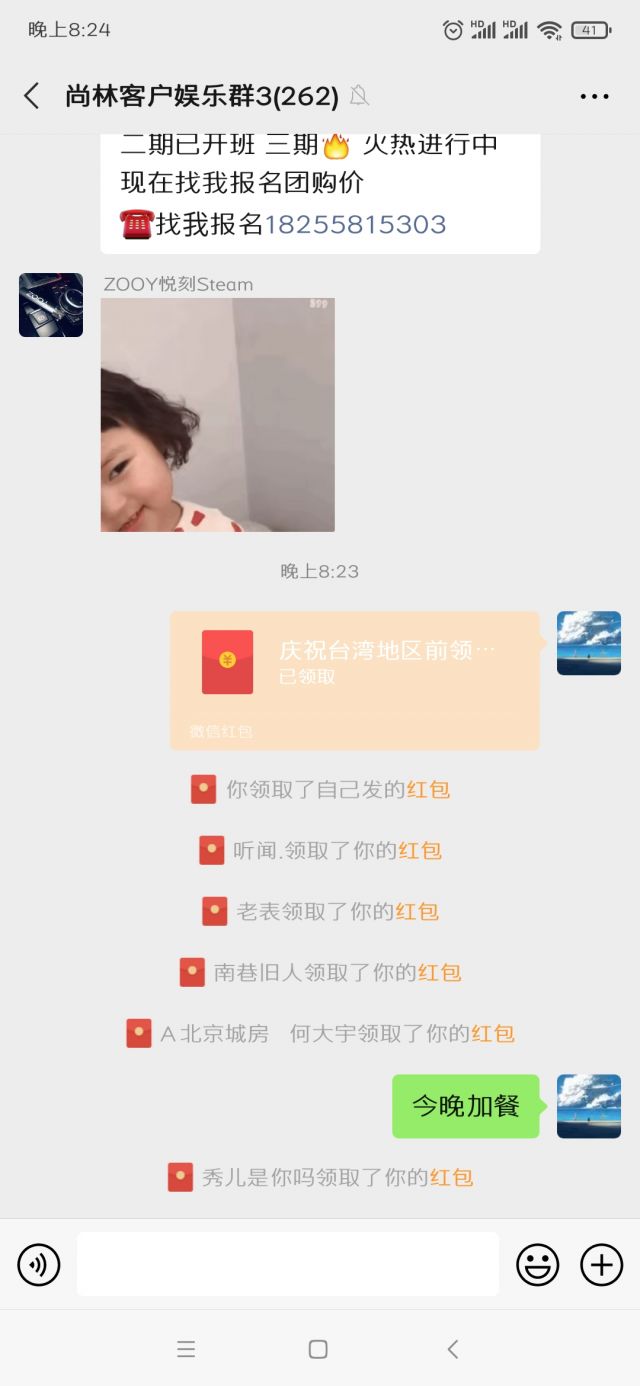 晚上8:24
HD HD 41
尚林客户娱乐群3(262)
二期已开班 三期🔥 火热进行中
现在找我报名团购价
☎️找我报名18255815303
ZOOY悦刻Steam
晚上8:23
庆祝台湾地区前领…
已领取
微信红包
你领取了自己发的红包
听闻.领取了你的红包
老表领取了你的红包
南巷旧人领取了你的红包
A 北京城房 何大宇领取了你的红包
今晚加餐
秀儿是你吗领取了你的红包